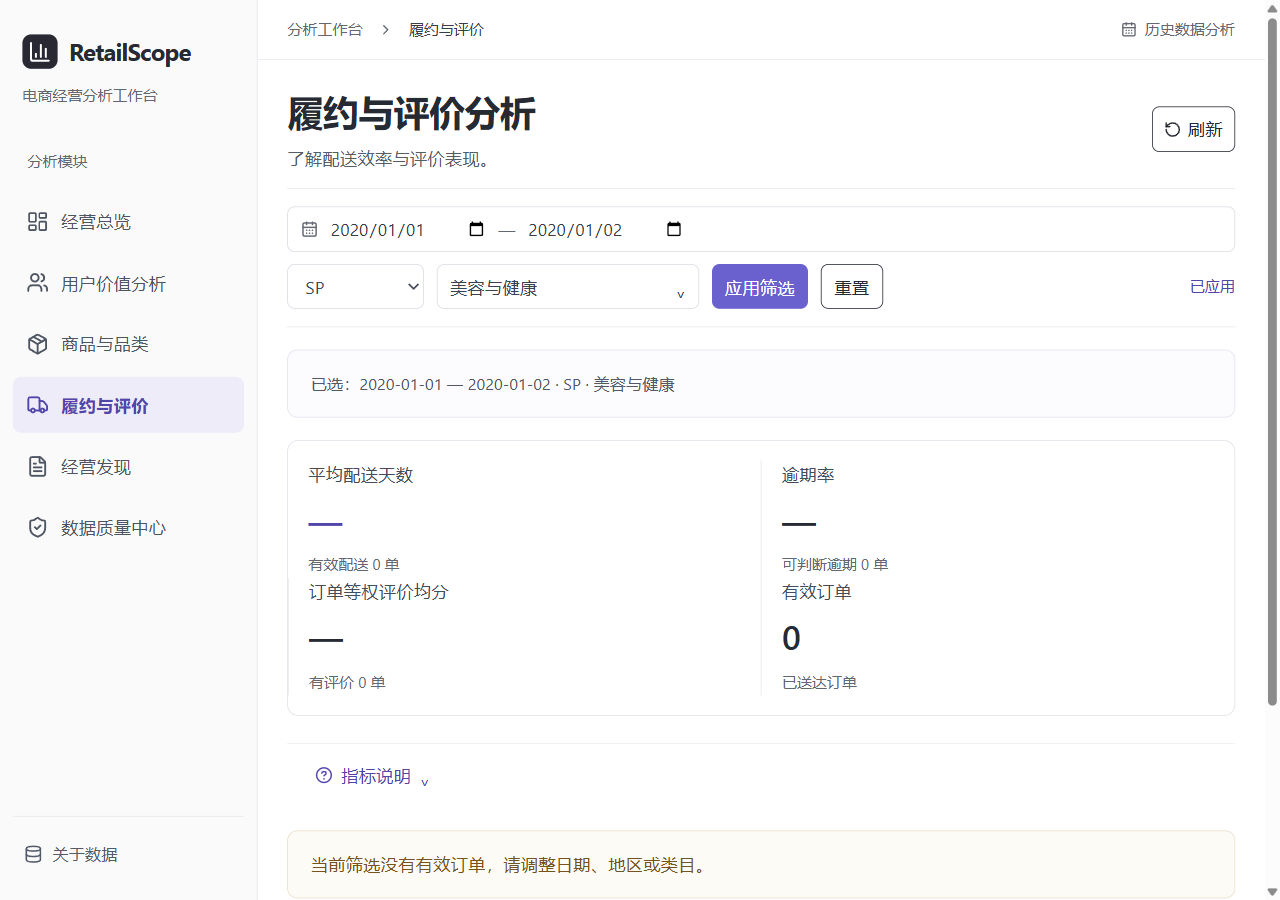 RetailScope
电商经营分析工作台
分析模块
经营总览
用户价值分析
商品与品类
履约与评价
经营发现
数据质量中心
关于数据
分析工作台 > 履约与评价
历史数据分析
履约与评价分析
了解配送效率与评价表现。
刷新
2020/01/01 — 2020/01/02
SP 美容与健康 应用筛选 重置 已应用
已选：2020-01-01 — 2020-01-02 · SP · 美容与健康
平均配送天数
—
有效配送 0 单
逾期率
—
可判断逾期 0 单
订单等权评价均分
—
有评价 0 单
有效订单
0
已送达订单
指标说明
当前筛选没有有效订单，请调整日期、地区或类目。